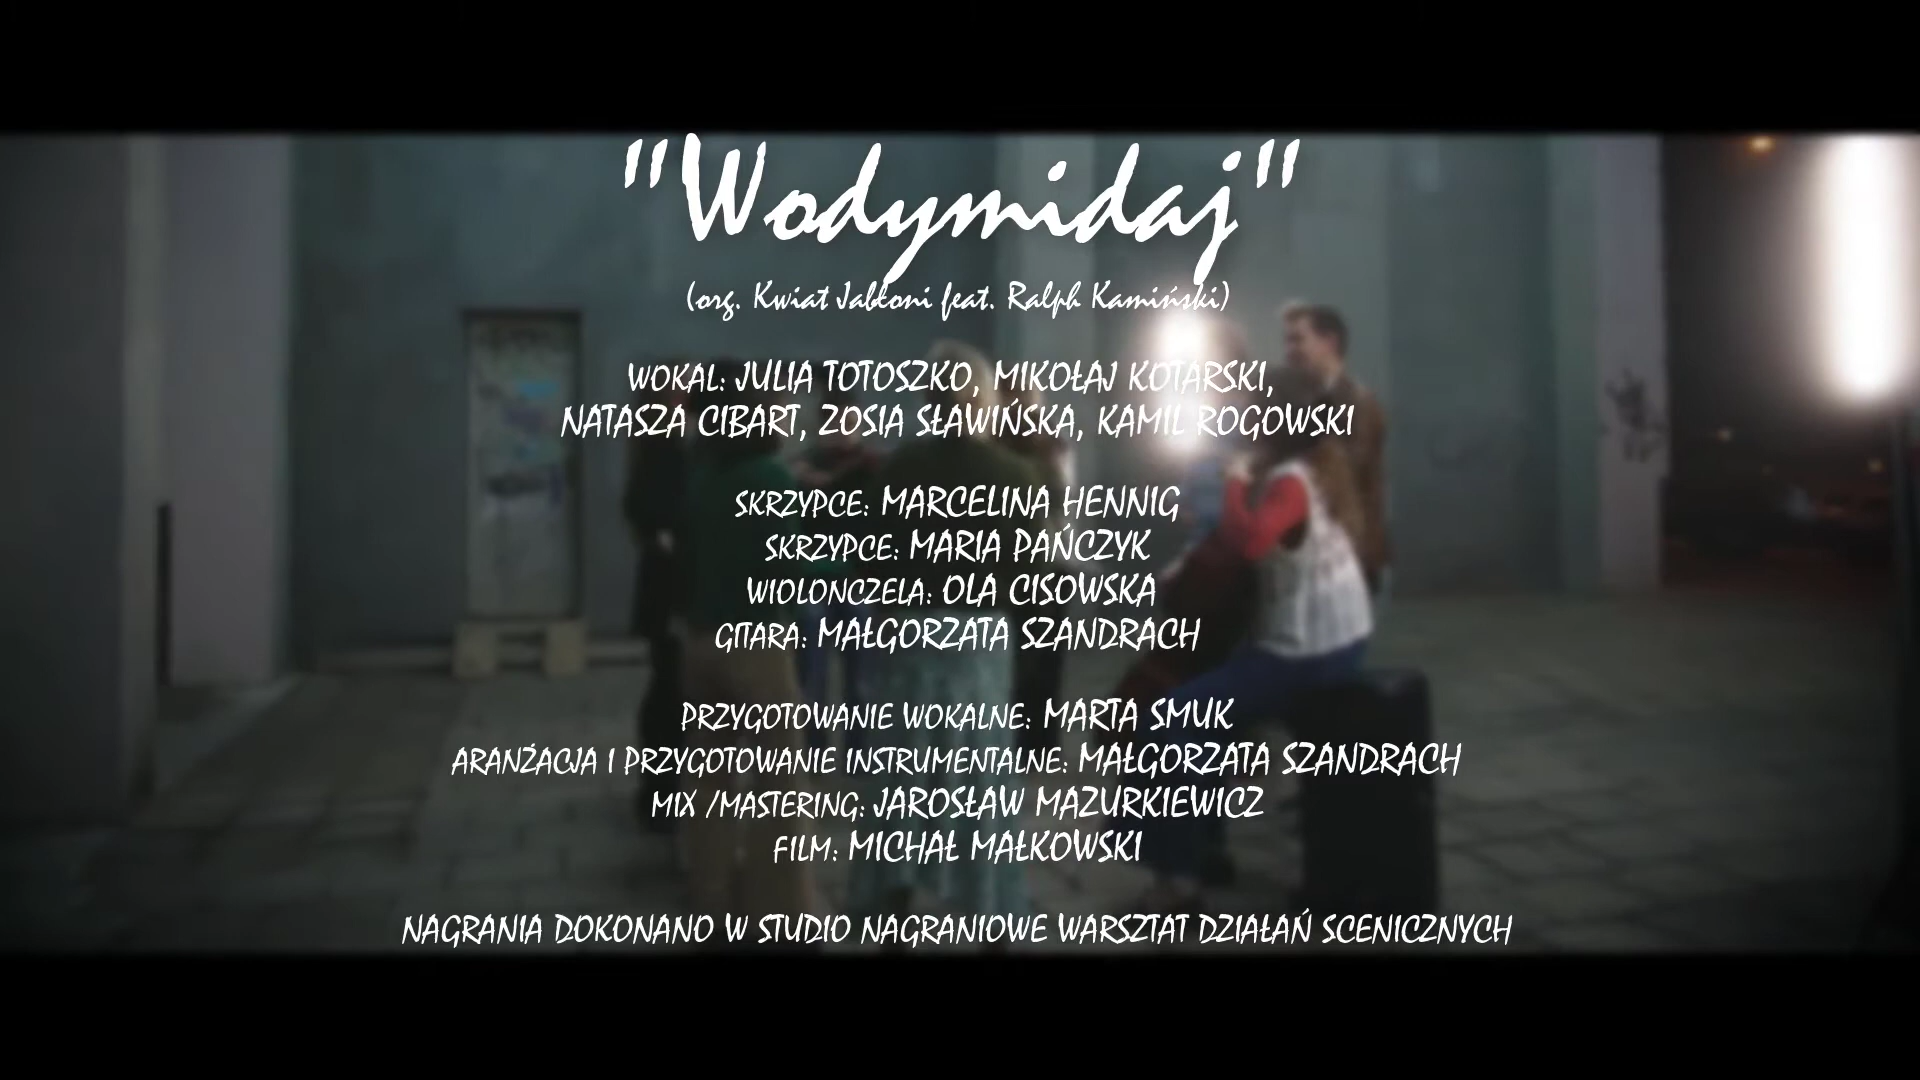 "Wodymidaj"
(org. Kwiat Jabłoni feat. Ralph Kamiński)
WOKAL: JULIA TOTOSZKO, MIKOŁAJ KOTARSKI,
NATASZA CIBART, ZOSIA SŁAWIŃSKA, KAMIL ROGOWSKI
SKRZYPCE: MARCELINA HENNIG
SKRZYPCE: MARIA PAŃCZYK
WIOLONCZELA: OLA CISOWSKA
GITARA: MAŁGORZATA SZANDRACH
PRZYGOTOWANIE WOKALNE: MARTA SMUK
ARANŻACJA I PRZYGOTOWANIE INSTRUMENTALNE: MAŁGORZATA SZANDRACH
MIX /MASTERING: JAROSŁAW MAZURKIEWICZ
FILM: MICHAŁ MAŁKOWSKI
NAGRANIA DOKONANO W STUDIO NAGRANIOWE WARSZTAT DZIAŁAŃ SCENICZNYCH